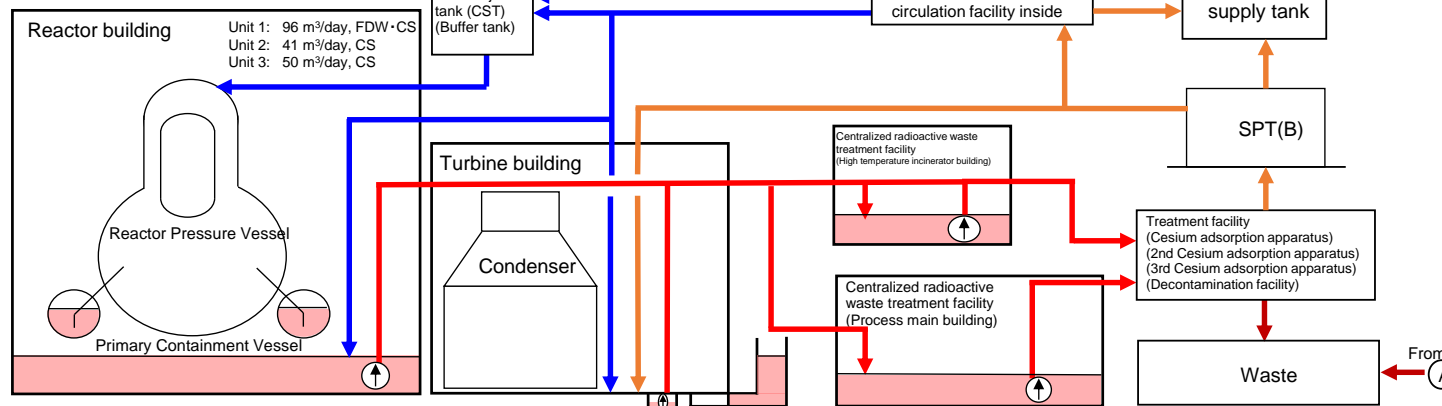 Reactor building
Unit 1: 96 m³/day, FDW・CS
Unit 2: 41 m³/day, CS
Unit 3: 50 m³/day, CS
tank (CST)
(Buffer tank)
circulation facility inside
supply tank
SPT(B)
Centralized radioactive waste
treatment facility
(High temperature incinerator building)
Turbine building
Reactor Pressure Vessel
Condenser
Treatment facility
(Cesium adsorption apparatus)
(2nd Cesium adsorption apparatus)
(3rd Cesium adsorption apparatus)
(Decontamination facility)
Centralized radioactive
waste treatment facility
(Process main building)
Primary Containment Vessel
Waste
From